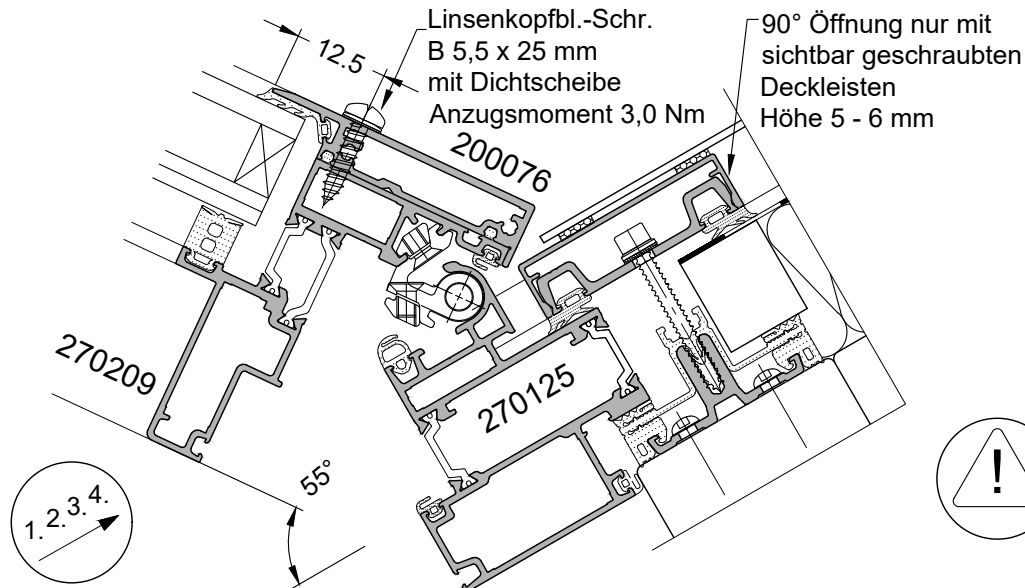 12.5
Linsenkopfbl.-Schr.
B 5,5 x 25 mm
mit Dichtscheibe
Anzugsmoment 3,0 Nm
90° Öffnung nur mit
sichtbar geschraubten
Deckleisten
Höhe 5 - 6 mm
200076
270209
270125
55°
1. 2. 3. 4.
!